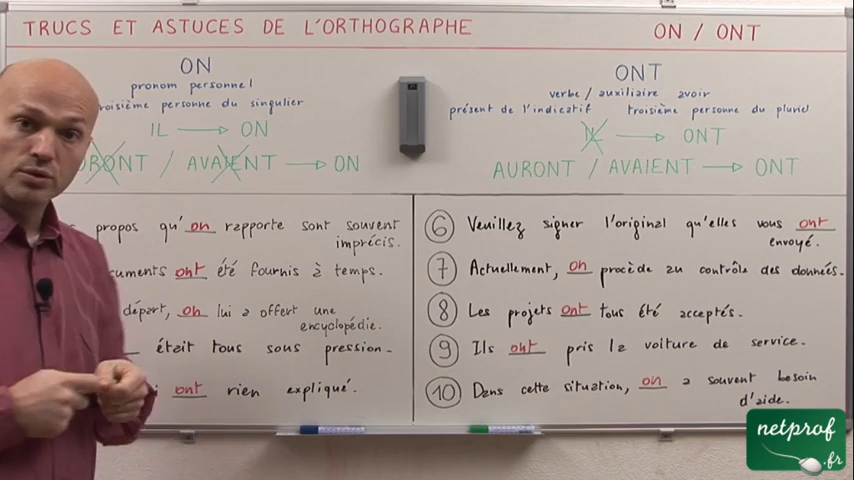 TRUCS ET ASTUCES DE L'ORTHOGRAPHE
ON / ONT
ON
pronom personnel
troisième personne du singulier
IL → ON
AURONT / AVAIENT → ON
ONT
verbe / auxiliaire avoir
présent de l'indicatif troisième personne du pluriel
IL → ONT
AURONT / AVAIENT → ONT
propos qu'on rapporte sont souvent
imprécis.
ont été fournis à temps.
départ, on lui a offert une
encyclopédie.
était tous sous pression.
ont rien expliqué.
6 Veuillez signer l'original qu'elles vous ont
envoyé.
7 Actuellement, on procède au contrôle des données.
8 Les projets ont tous été acceptés.
9 Ils ont pris la voiture de service.
10 Dans cette situation, on a souvent besoin
d'aide.
netprof
.fr